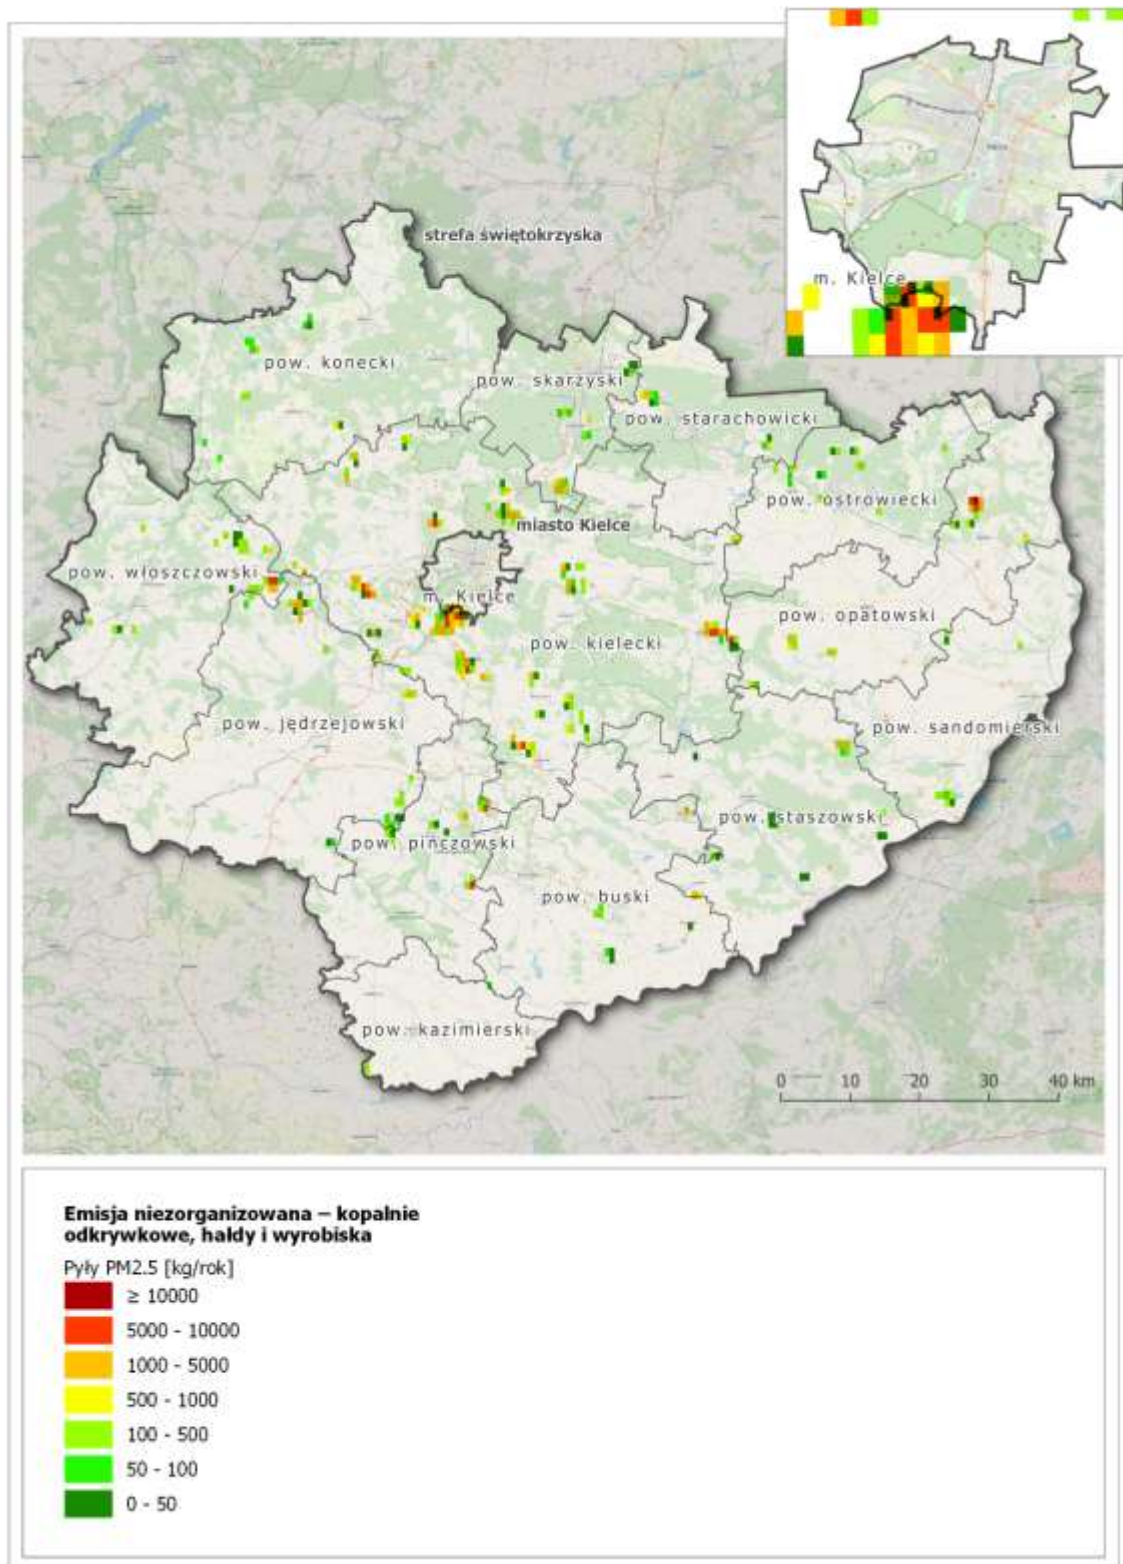 m. Kielce
strefa świętokrzyska
pow. konecki
pow. skarżyski
pow. starachowicki
pow. ostrowiecki
miasto Kielce
pow. włoszczowski
m. Kielce
pow. opatowski
pow. kielecki
pow. jędrzejowski
pow. sandomierski
pow. staszowski
pow. pińczowski
pow. buski
pow. kazimierski
0 10 20 30 40 km
Emisja niezorganizowana – kopalnie
odkrywkowe, hałdy i wyrobiska
Pyły PM2.5 [kg/rok]
≥ 10000
5000 - 10000
1000 - 5000
500 - 1000
100 - 500
50 - 100
0 - 50